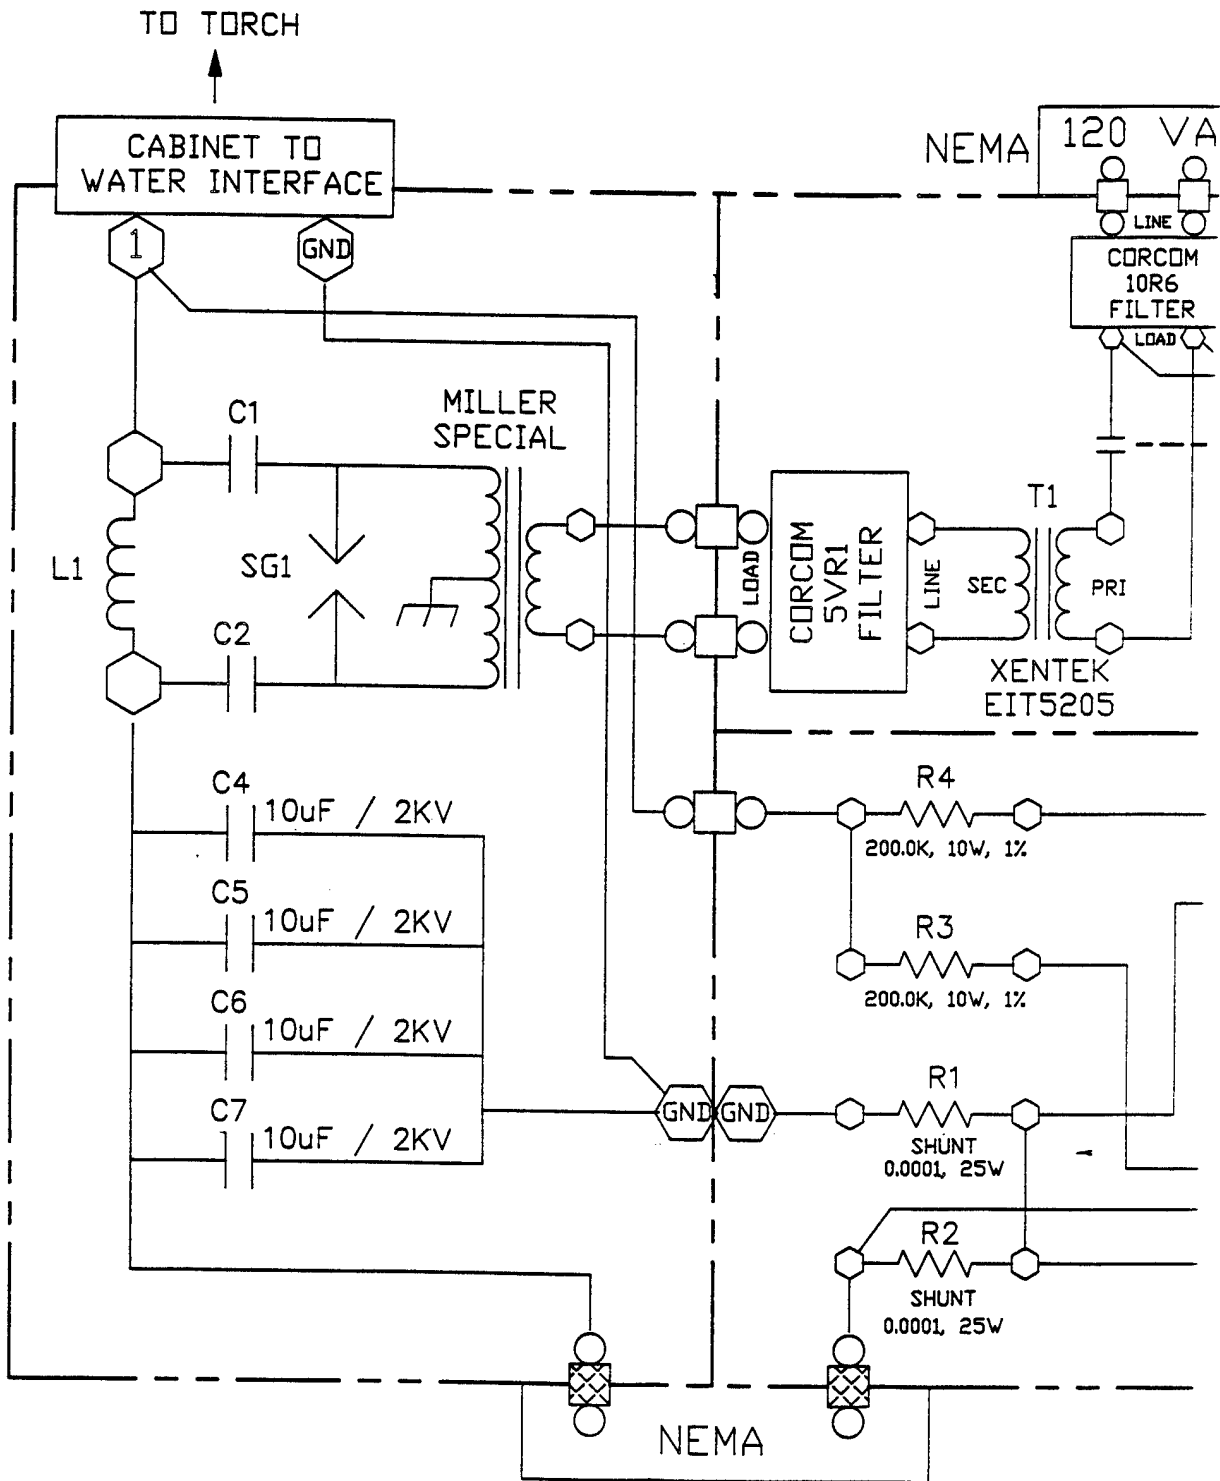 TO TORCH
CABINET TO
WATER INTERFACE
NEMA
120 VA
LINE
CORCOM
10R6
FILTER
LOAD
1
GND
C1
MILLER
SPECIAL
L1
SG1
C2
LOAD
CORCOM
5VR1
FILTER
LINE
SEC
T1
PRI
XENTEK
EIT5205
C4
10uF / 2KV
C5
10uF / 2KV
C6
10uF / 2KV
C7
10uF / 2KV
R4
200.0K, 10W, 1%
R3
200.0K, 10W, 1%
GND
GND
R1
SHUNT
0.0001, 25W
R2
SHUNT
0.0001, 25W
NEMA